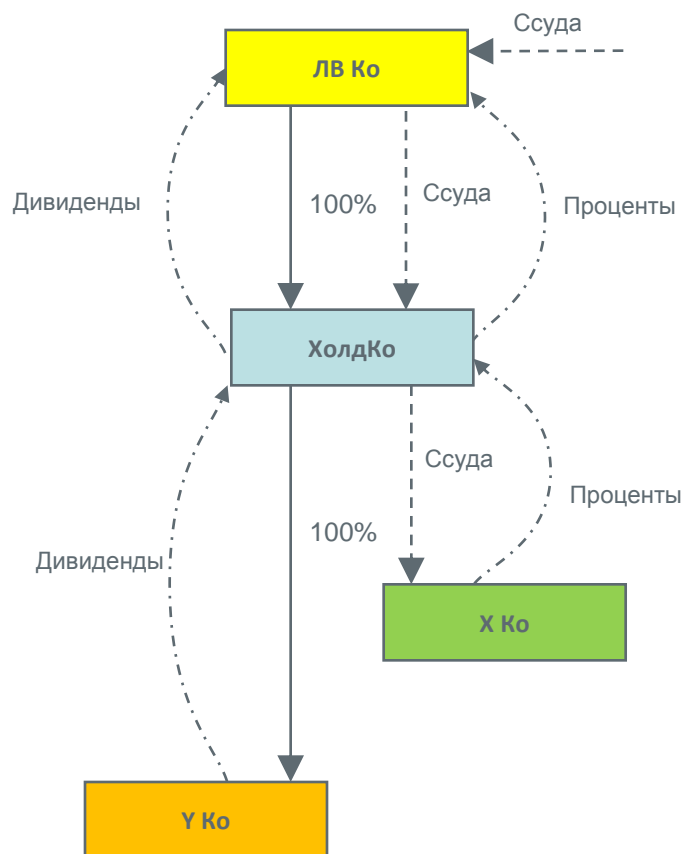 Ссуда
ЛВ Ко
Дивиденды
100%
Ссуда
Проценты
ХолдКо
Ссуда
Проценты
100%
Дивиденды
Х Ко
Y Ко